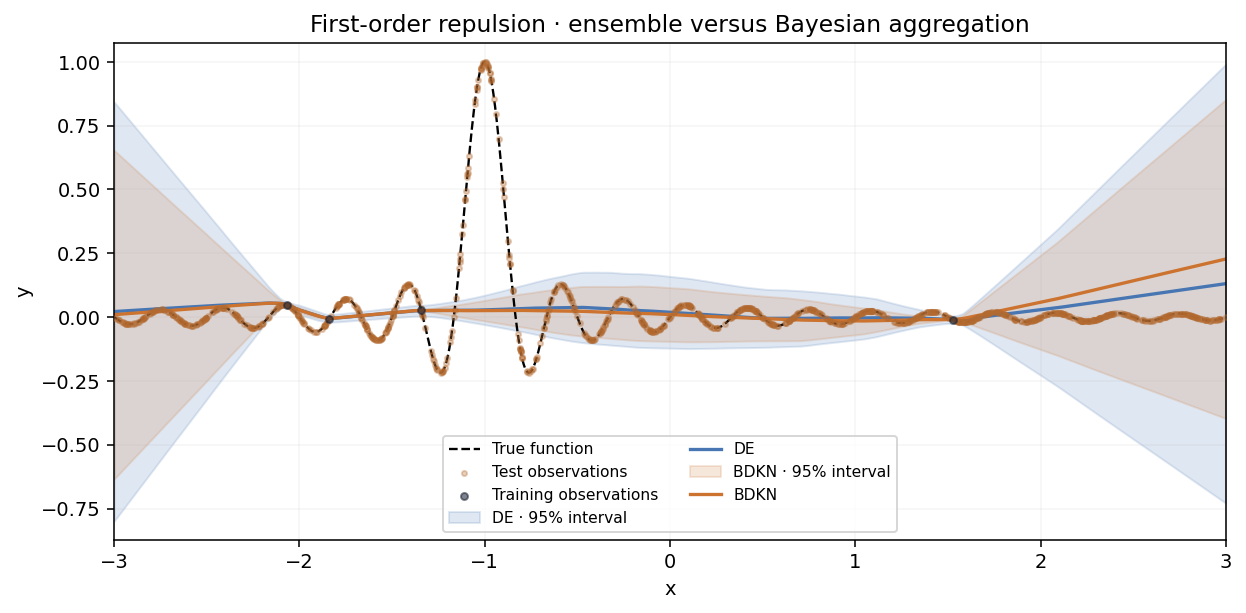 First-order repulsion · ensemble versus Bayesian aggregation
1.00
0.75
0.50
0.25
0.00
−0.25
−0.50
−0.75
y
True function
Test observations
Training observations
DE · 95% interval
DE
BDKN · 95% interval
BDKN
−3 −2 −1 0 1 2 3
x